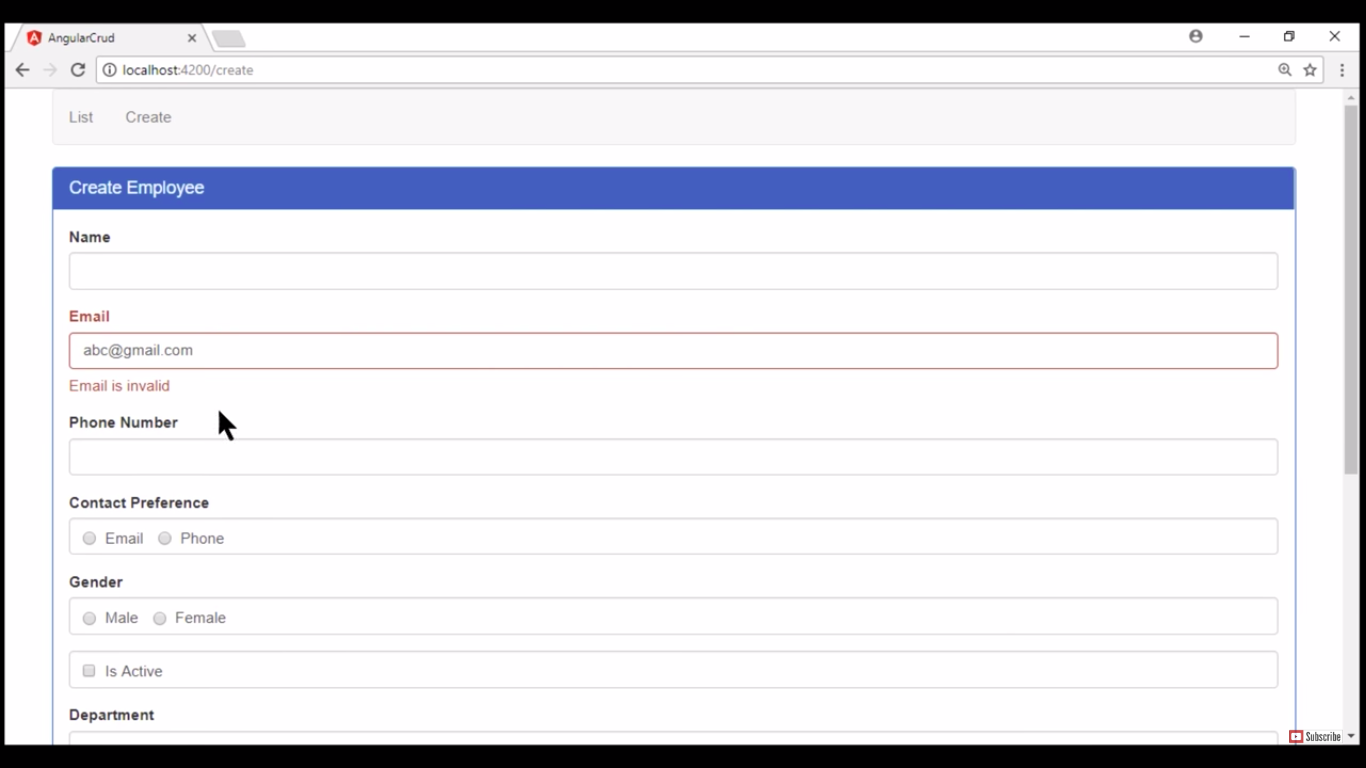 AngularCrud
localhost:4200/create
List Create
Create Employee
Name
Email
abc@gmail.com
Email is invalid
Phone Number
Contact Preference
Email Phone
Gender
Male Female
Is Active
Department
Subscribe